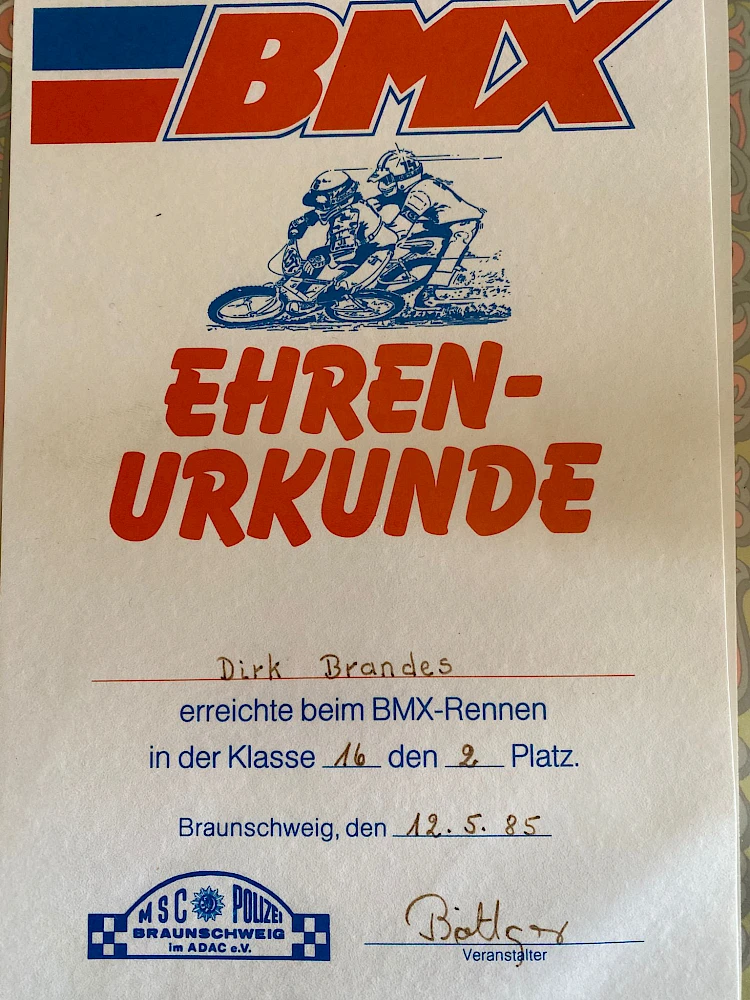 BMX
EHREN-
URKUNDE
Dirk Brandes
erreichte beim BMX-Rennen
in der Klasse 16 den 2 Platz.
Braunschweig, den 12.5.85
MSC POLIZEI
BRAUNSCHWEIG
im ADAC e.V.
Böttger
Veranstalter